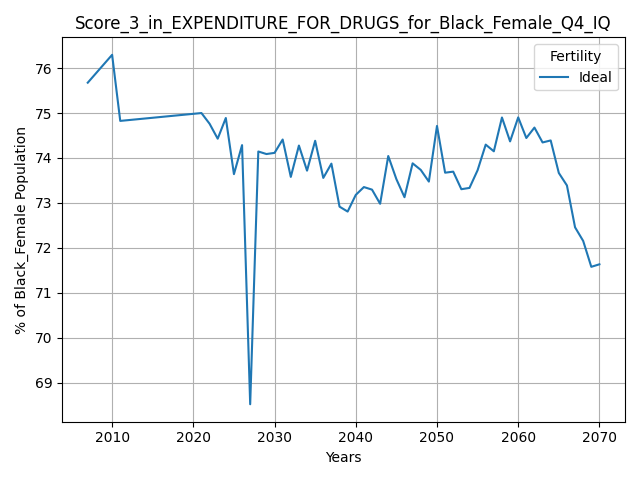 Score_3_in_EXPENDITURE_FOR_DRUGS_for_Black_Female_Q4_IQ
Fertility
Ideal
% of Black_Female Population
76
75
74
73
72
71
70
69
2010 2020 2030 2040 2050 2060 2070
Years